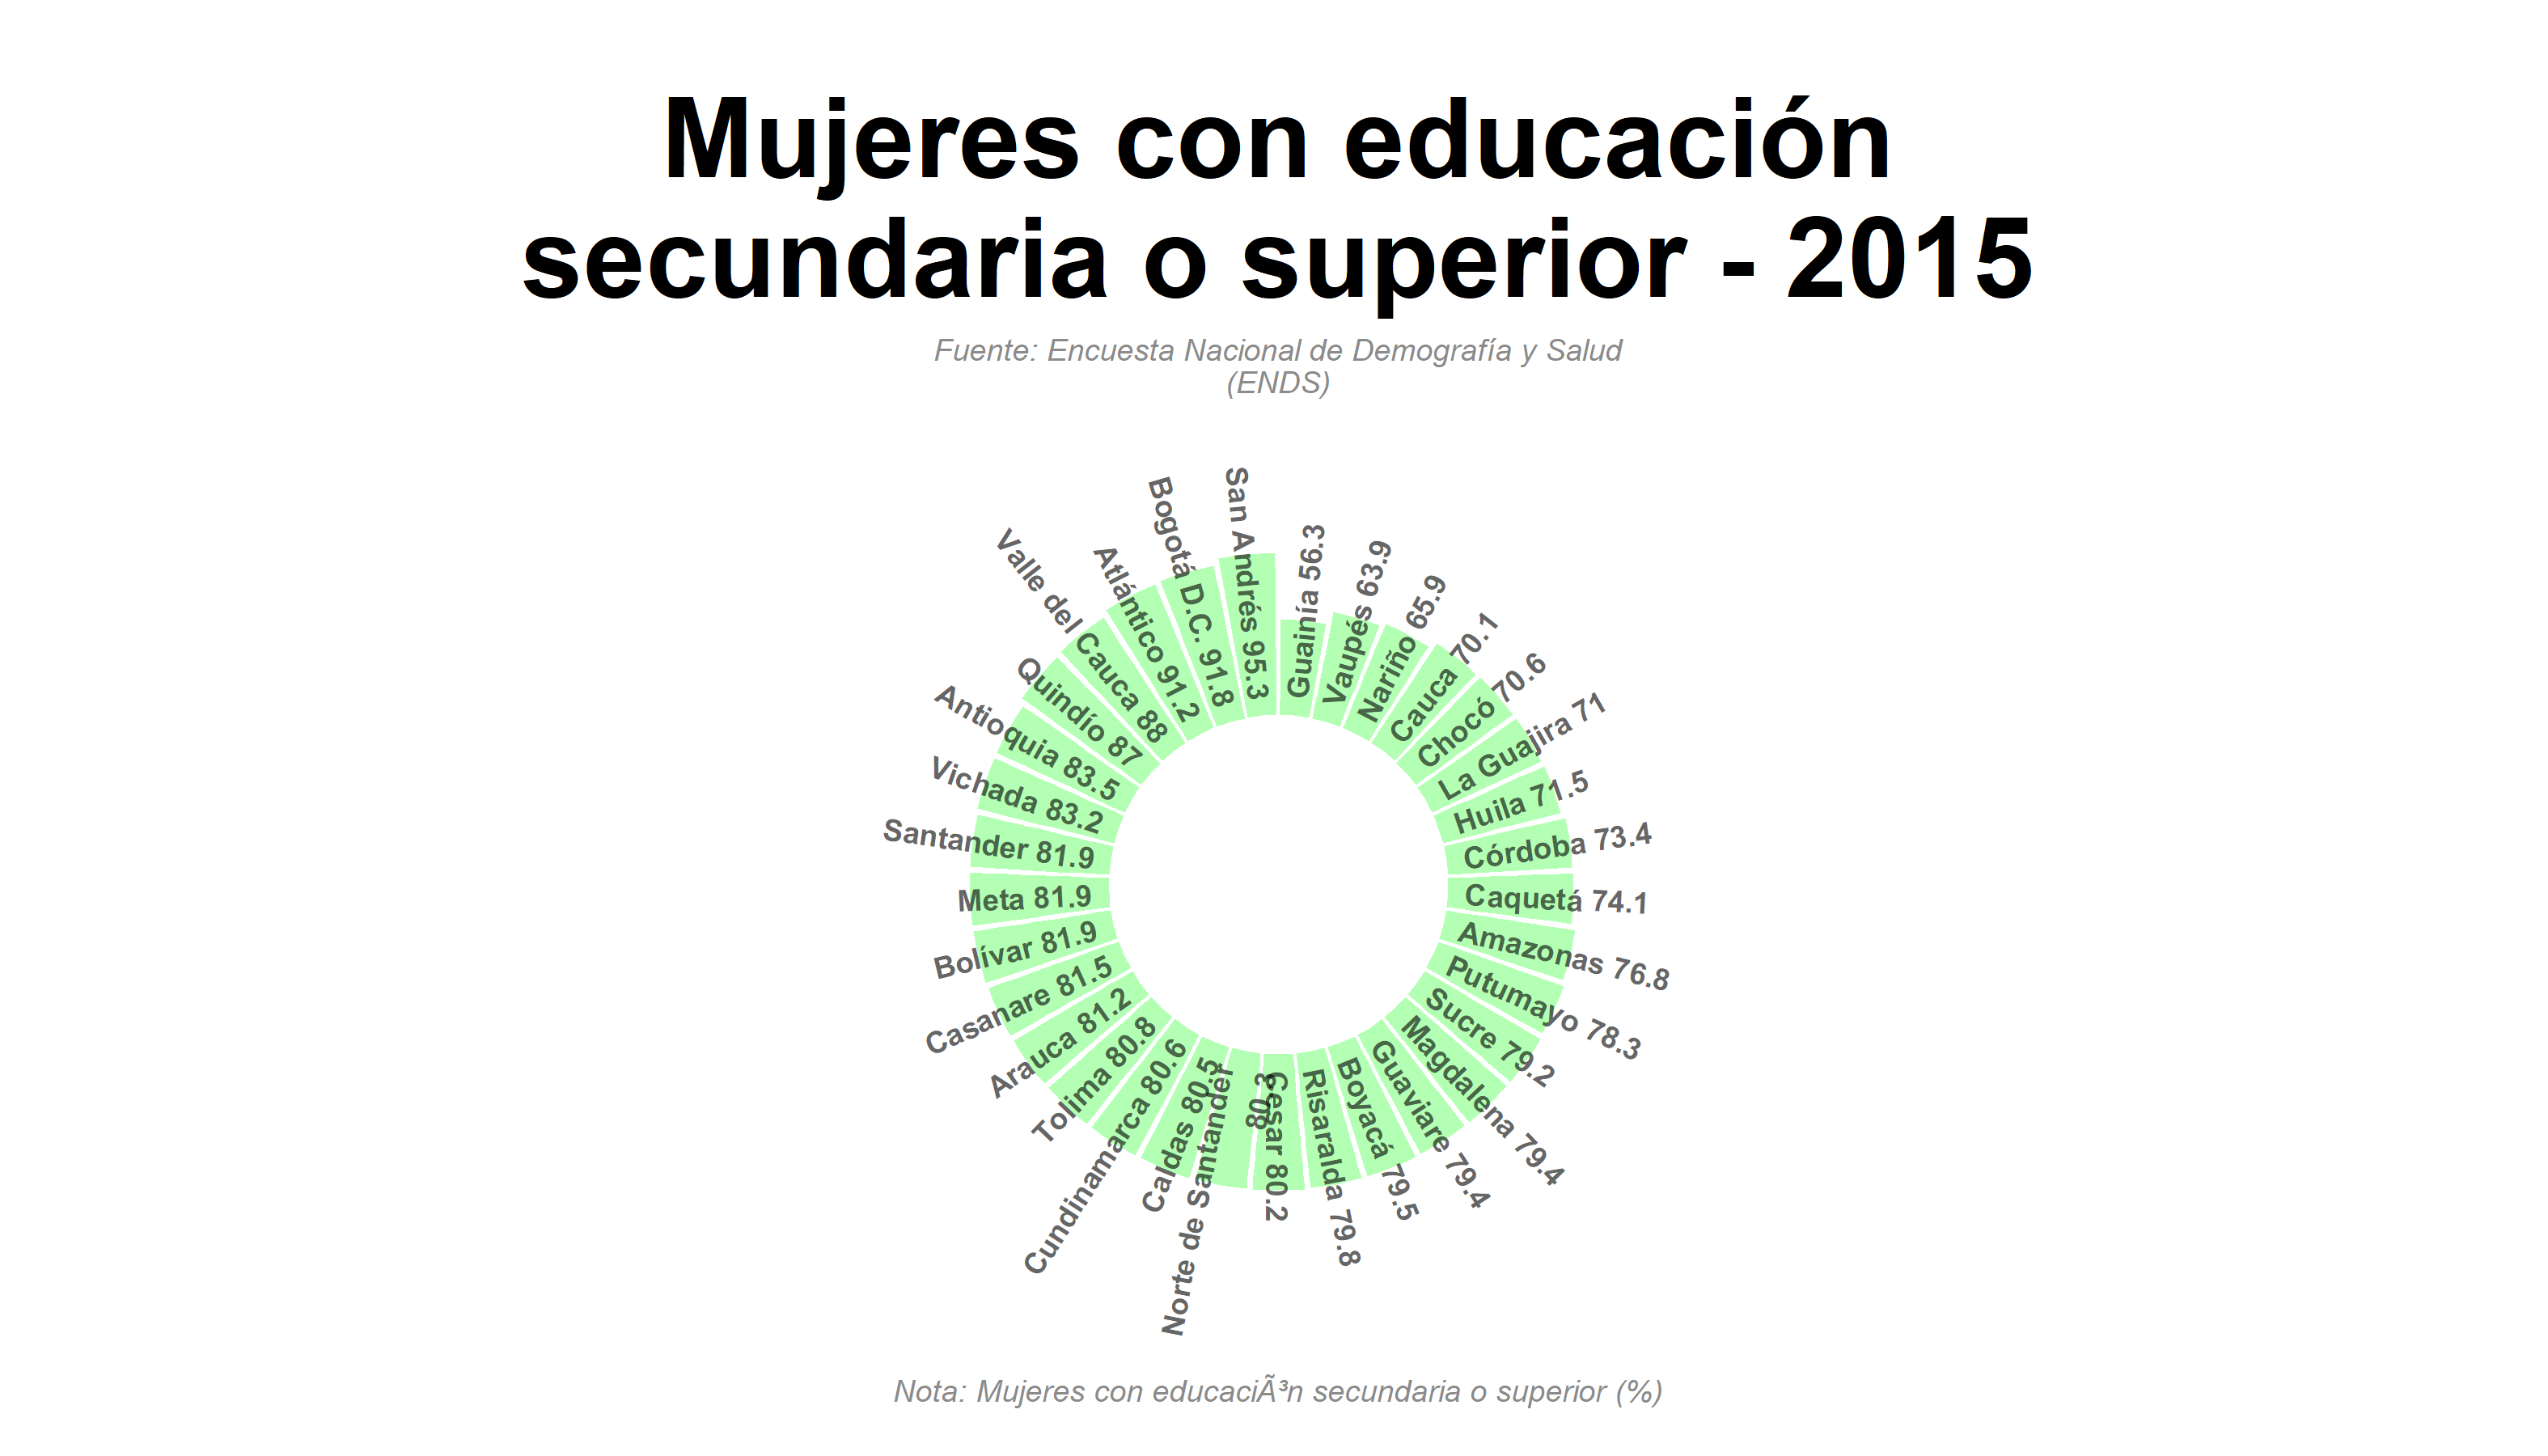 Mujeres con educación
secundaria o superior - 2015
Fuente: Encuesta Nacional de Demografía y Salud
(ENDS)
Guainía 56.3
Vaupés 63.9
Nariño 65.9
Cauca 70.1
Chocó 70.6
La Guajira 71
Huila 71.5
Córdoba 73.4
Caquetá 74.1
Amazonas 76.8
Putumayo 78.3
Sucre 79.2
Magdalena 79.4
Guaviare 79.4
Boyacá 79.5
Risaralda 79.8
Cesar 80.2
Norte de Santander
Caldas 80.5
Cundinamarca 80.6
Tolima 80.8
Arauca 81.2
Casanare 81.5
Bolívar 81.9
Meta 81.9
Santander 81.9
Vichada 83.2
Antioquia 83.5
Quindío 87
Valle del Cauca 88
Atlántico 91.2
Bogotá D.C. 91.8
San Andrés 95.3
Nota: Mujeres con educaciÃ³n secundaria o superior (%)